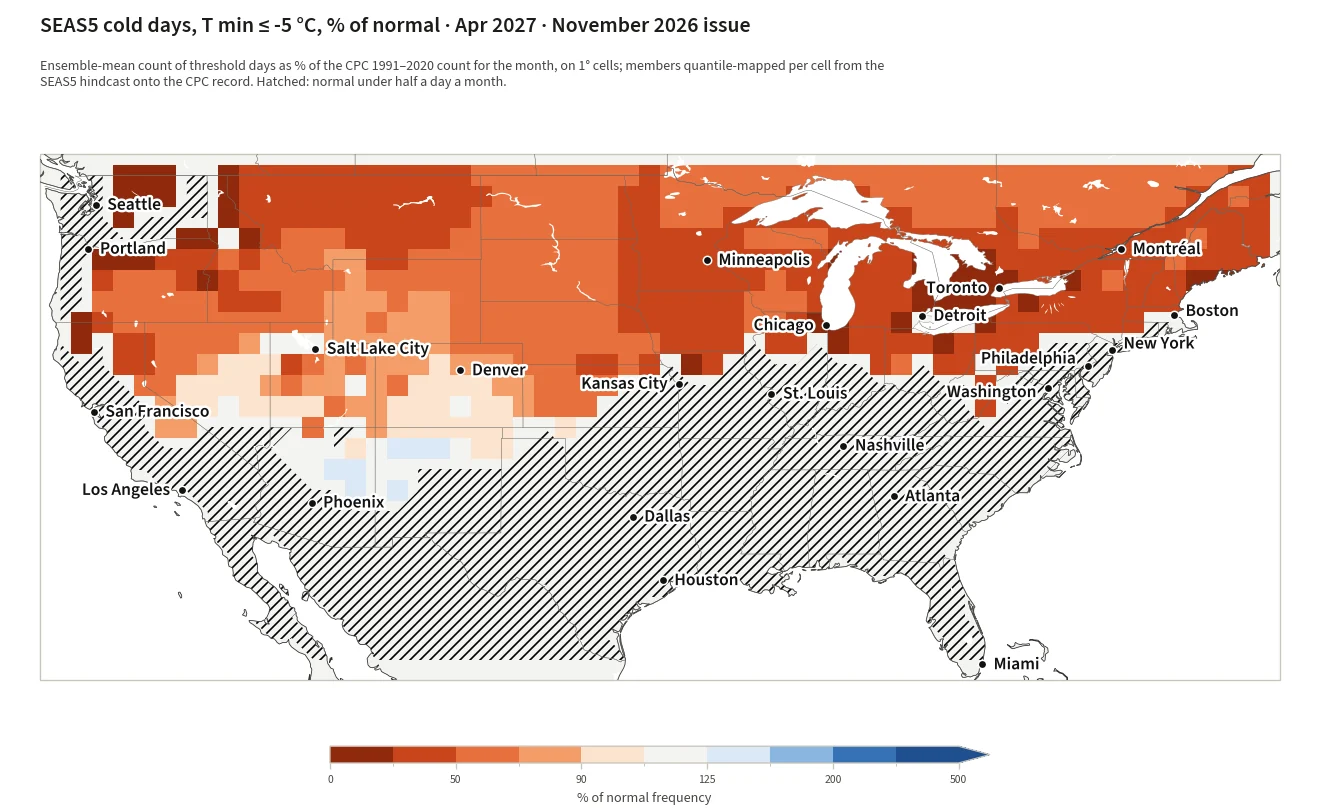 SEAS5 cold days, T min ≤ -5 °C, % of normal · Apr 2027 · November 2026 issue
Ensemble-mean count of threshold days as % of the CPC 1991–2020 count for the month, on 1° cells; members quantile-mapped per cell from the
SEAS5 hindcast onto the CPC record. Hatched: normal under half a day a month.
Seattle
Portland
Montréal
Minneapolis
Toronto
Boston
Detroit
Chicago
New York
Salt Lake City
Philadelphia
Denver
Kansas City
Washington
St. Louis
San Francisco
Nashville
Los Angeles
Phoenix
Atlanta
Dallas
Houston
Miami
0 50 90 125 200 500
% of normal frequency